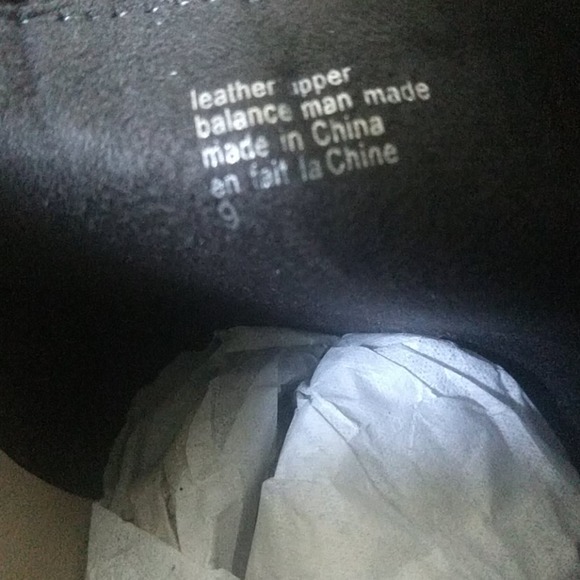 leather upper
balance man made
made in China
en fait la Chine
9